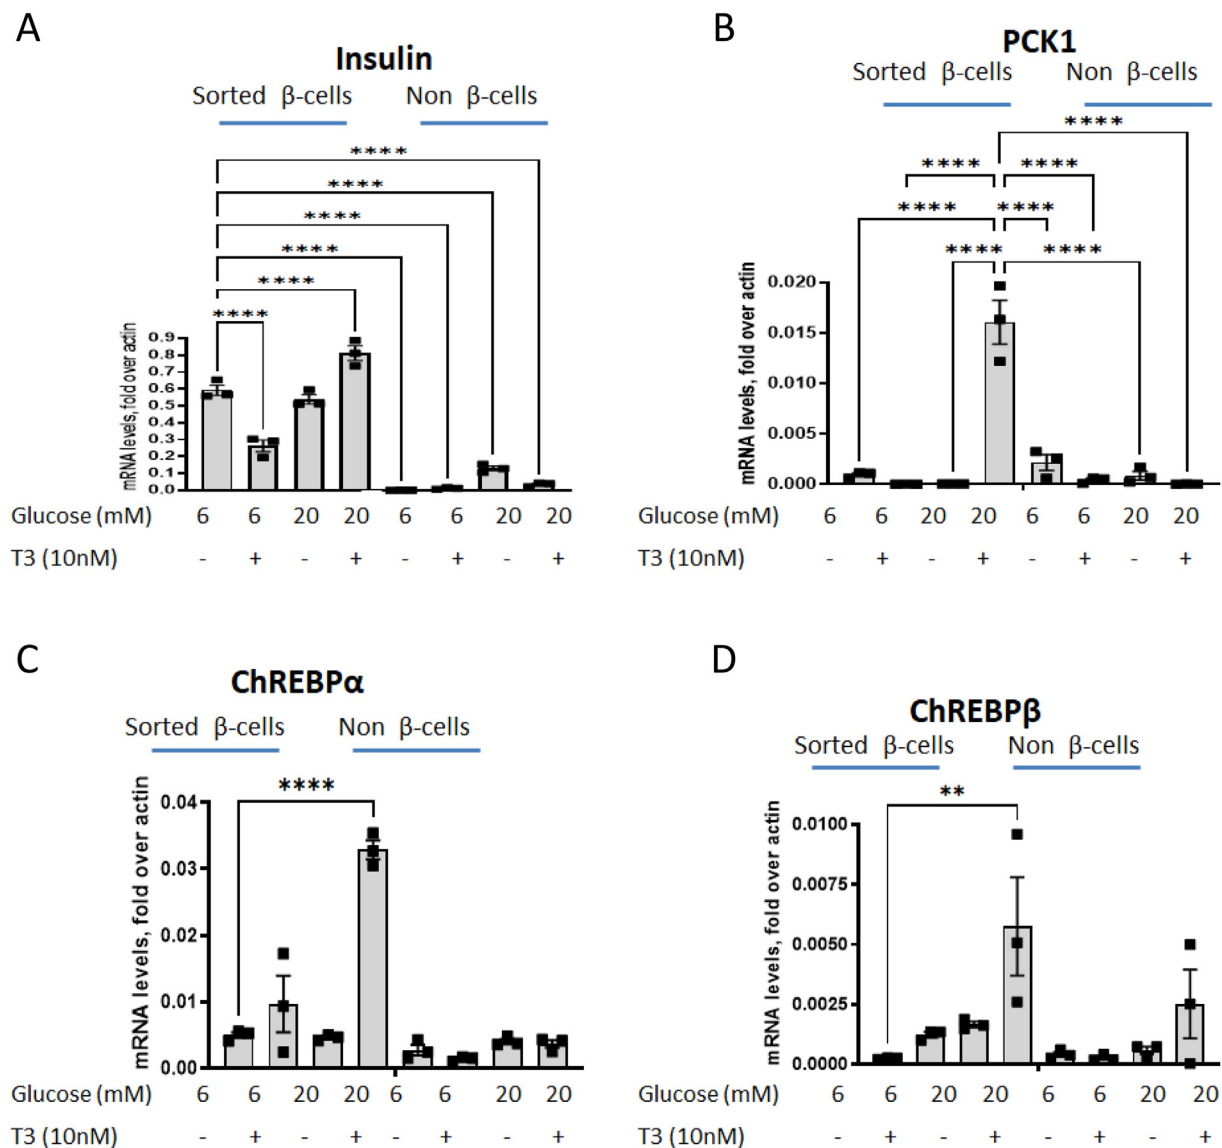 A
Insulin
Sorted β-cells Non β-cells
****
****
****
****
****
****
mRNA levels, fold over actin
0.9
0.8
0.7
0.6
0.5
0.4
0.3
0.2
0.1
0.0
Glucose (mM) 6 6 20 20 6 6 20 20
T3 (10nM) - + - + - + - +
B
PCK1
Sorted β-cells Non β-cells
****
**** ****
**** ****
**** ****
mRNA levels, fold over actin
0.020
0.015
0.010
0.005
0.000
Glucose (mM) 6 6 20 20 6 6 20 20
T3 (10nM) - + - + - + - +
C
ChREBPα
Sorted β-cells Non β-cells
****
mRNA levels, fold over actin
0.04
0.03
0.02
0.01
0.00
Glucose (mM) 6 6 20 20 6 6 20 20
T3 (10nM) - + - + - + - +
D
ChREBPβ
Sorted β-cells Non β-cells
**
mRNA levels, fold over actin
0.0100
0.0075
0.0050
0.0025
0.0000
Glucose (mM) 6 6 20 20 6 6 20 20
T3 (10nM) - + - + - + - +